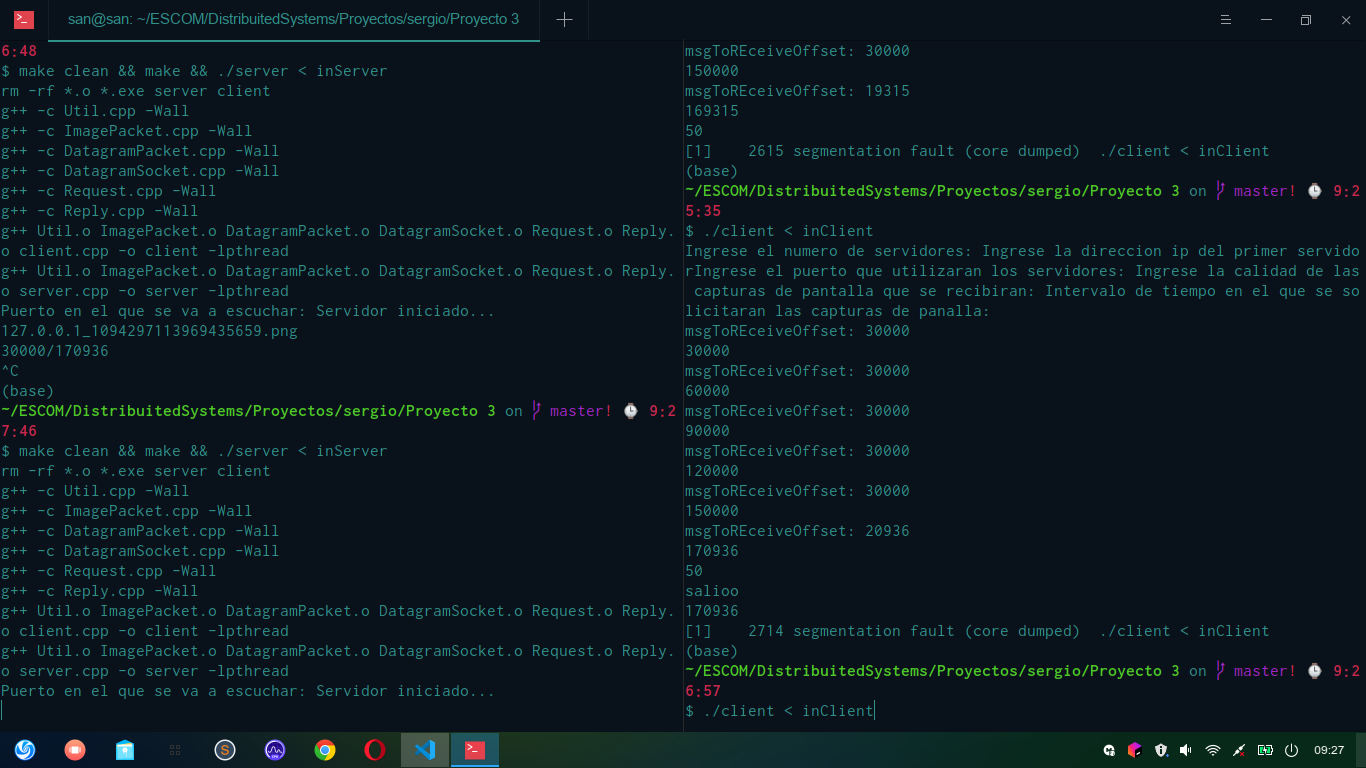 san@san: ~/ESCOM/DistribuitedSystems/Proyectos/sergio/Proyecto 3
6:48
$ make clean && make && ./server < inServer
rm -rf *.o *.exe server client
g++ -c Util.cpp -Wall
g++ -c ImagePacket.cpp -Wall
g++ -c DatagramPacket.cpp -Wall
g++ -c DatagramSocket.cpp -Wall
g++ -c Request.cpp -Wall
g++ -c Reply.cpp -Wall
g++ Util.o ImagePacket.o DatagramPacket.o DatagramSocket.o Request.o Reply.
o client.cpp -o client -lpthread
g++ Util.o ImagePacket.o DatagramPacket.o DatagramSocket.o Request.o Reply.
o server.cpp -o server -lpthread
Puerto en el que se va a escuchar: Servidor iniciado...
127.0.0.1_1094297113969435659.png
30000/170936
^C
(base)
~/ESCOM/DistribuitedSystems/Proyectos/sergio/Proyecto 3 on master! ⌚ 9:2
7:46
$ make clean && make && ./server < inServer
rm -rf *.o *.exe server client
g++ -c Util.cpp -Wall
g++ -c ImagePacket.cpp -Wall
g++ -c DatagramPacket.cpp -Wall
g++ -c DatagramSocket.cpp -Wall
g++ -c Request.cpp -Wall
g++ -c Reply.cpp -Wall
g++ Util.o ImagePacket.o DatagramPacket.o DatagramSocket.o Request.o Reply.
o client.cpp -o client -lpthread
g++ Util.o ImagePacket.o DatagramPacket.o DatagramSocket.o Request.o Reply.
o server.cpp -o server -lpthread
Puerto en el que se va a escuchar: Servidor iniciado...
msgToREceiveOffset: 30000
150000
msgToREceiveOffset: 19315
169315
50
[1]    2615 segmentation fault (core dumped)  ./client < inClient
(base)
~/ESCOM/DistribuitedSystems/Proyectos/sergio/Proyecto 3 on master! ⌚ 9:2
5:35
$ ./client < inClient
Ingrese el numero de servidores: Ingrese la direccion ip del primer servido
rIngrese el puerto que utilizaran los servidores: Ingrese la calidad de las
 capturas de pantalla que se recibiran: Intervalo de tiempo en el que se so
licitaran las capturas de panalla:
msgToREceiveOffset: 30000
30000
msgToREceiveOffset: 30000
60000
msgToREceiveOffset: 30000
90000
msgToREceiveOffset: 30000
120000
msgToREceiveOffset: 30000
150000
msgToREceiveOffset: 20936
170936
50
salioo
170936
[1]    2714 segmentation fault (core dumped)  ./client < inClient
(base)
~/ESCOM/DistribuitedSystems/Proyectos/sergio/Proyecto 3 on master! ⌚ 9:2
6:57
$ ./client < inClient
09:27